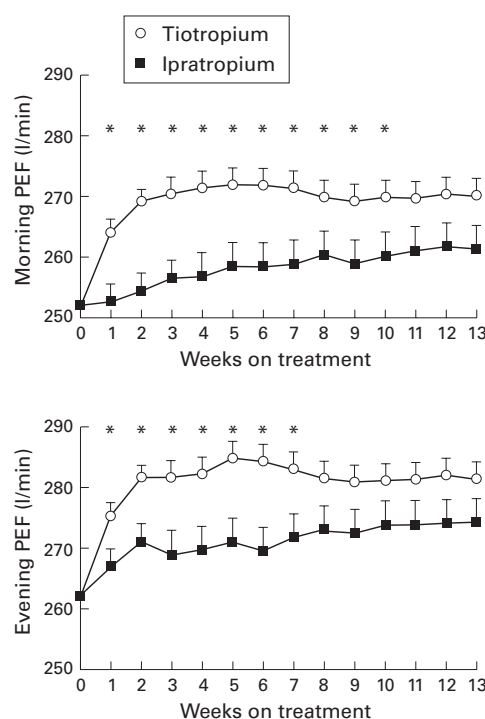 Tiotropium
Ipratropium
290
280
270
260
250
Morning PEF (l/min)
* * * * * * * * * *
0 1 2 3 4 5 6 7 8 9 10 11 12 13
Weeks on treatment
290
280
270
260
250
Evening PEF (l/min)
* * * * * * *
0 1 2 3 4 5 6 7 8 9 10 11 12 13
Weeks on treatment